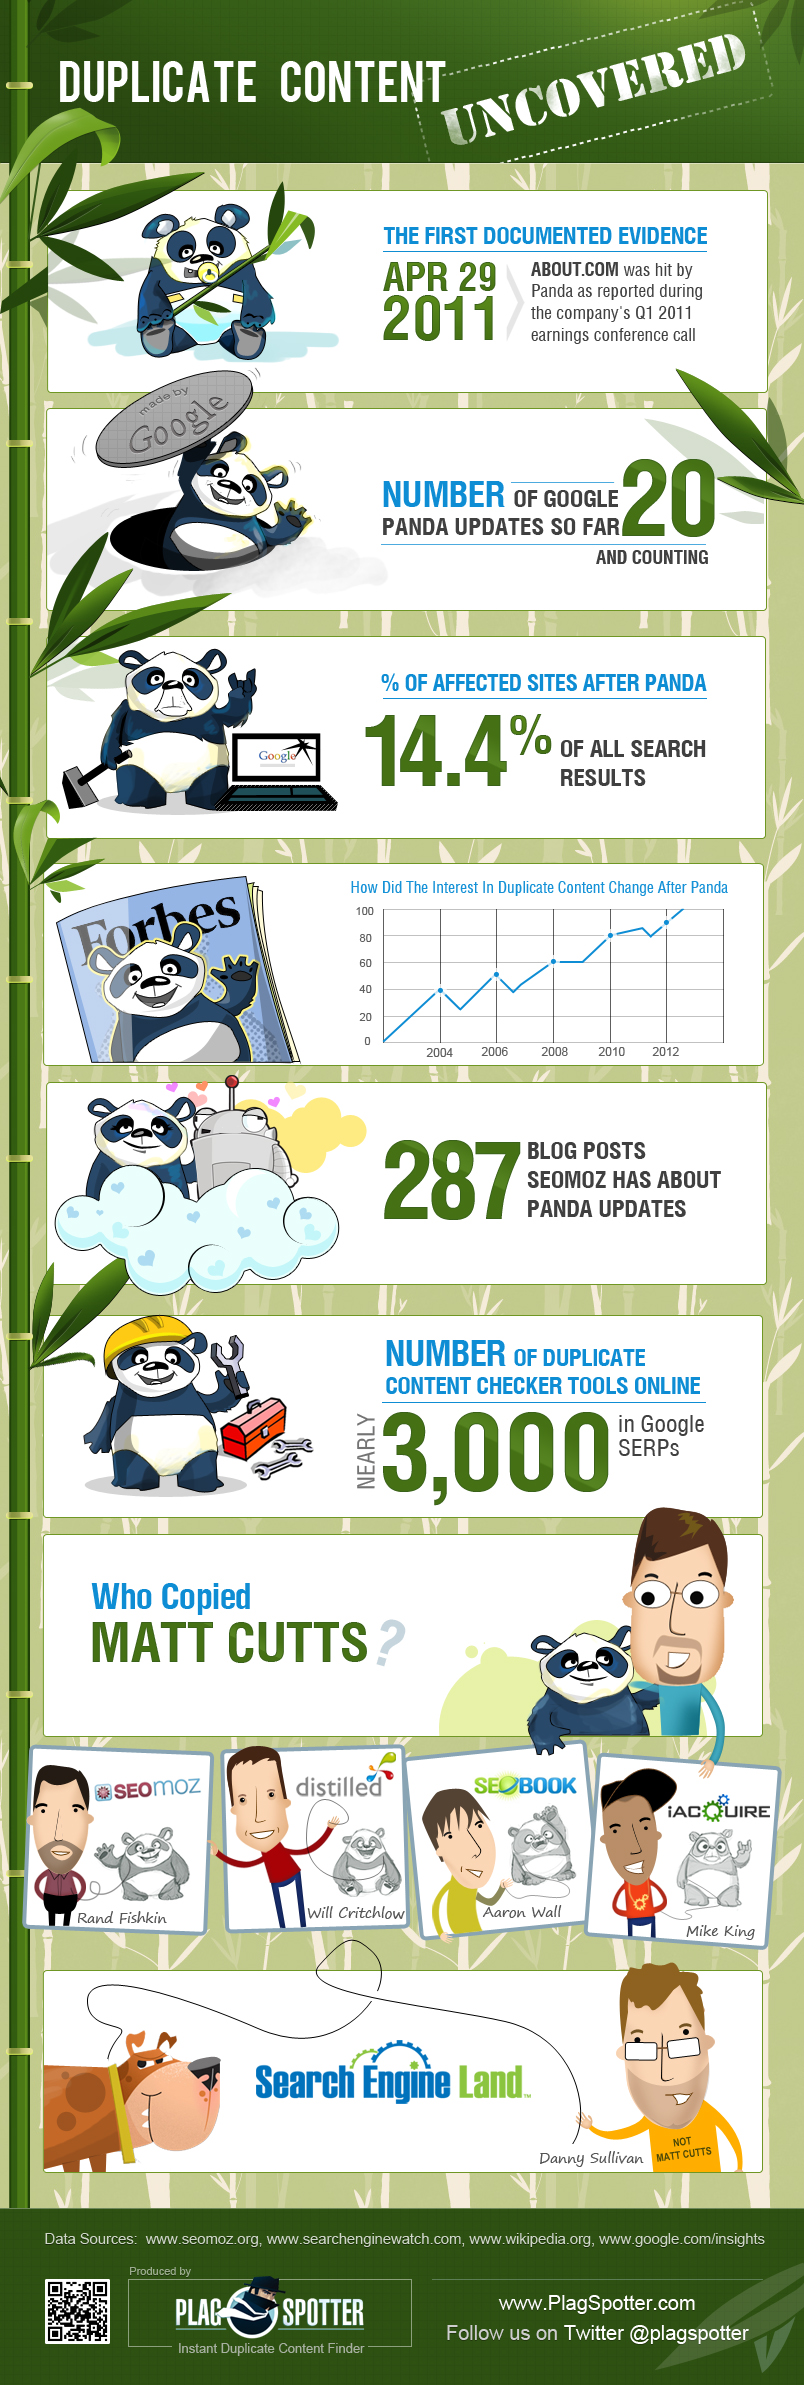 DUPLICATE CONTENT
UNCOVERED
THE FIRST DOCUMENTED EVIDENCE
APR 29
2011
ABOUT.COM was hit by
Panda as reported during
the company's Q1 2011
earnings conference call
made by
Google
NUMBER OF GOOGLE
PANDA UPDATES SO FAR
20
AND COUNTING
% OF AFFECTED SITES AFTER PANDA
Google
14.4%
OF ALL SEARCH
RESULTS
Forbes
How Did The Interest In Duplicate Content Change After Panda
100
80
60
40
20
0
2004 2006 2008 2010 2012
287
BLOG POSTS
SEOMOZ HAS ABOUT
PANDA UPDATES
NUMBER OF DUPLICATE
CONTENT CHECKER TOOLS ONLINE
NEARLY
3,000
in Google
SERPs
Who Copied
MATT CUTTS?
SEOMOZ
Rand Fishkin
distilled
Will Critchlow
SEOBOOK
Aaron Wall
iACQUIRE
Mike King
Search Engine Land™
Danny Sullivan
NOT
MATT CUTTS
Data Sources: www.seomoz.org, www.searchenginewatch.com, www.wikipedia.org, www.google.com/insights
Produced by
PLAG SPOTTER
Instant Duplicate Content Finder
www.PlagSpotter.com
Follow us on Twitter @plagspotter